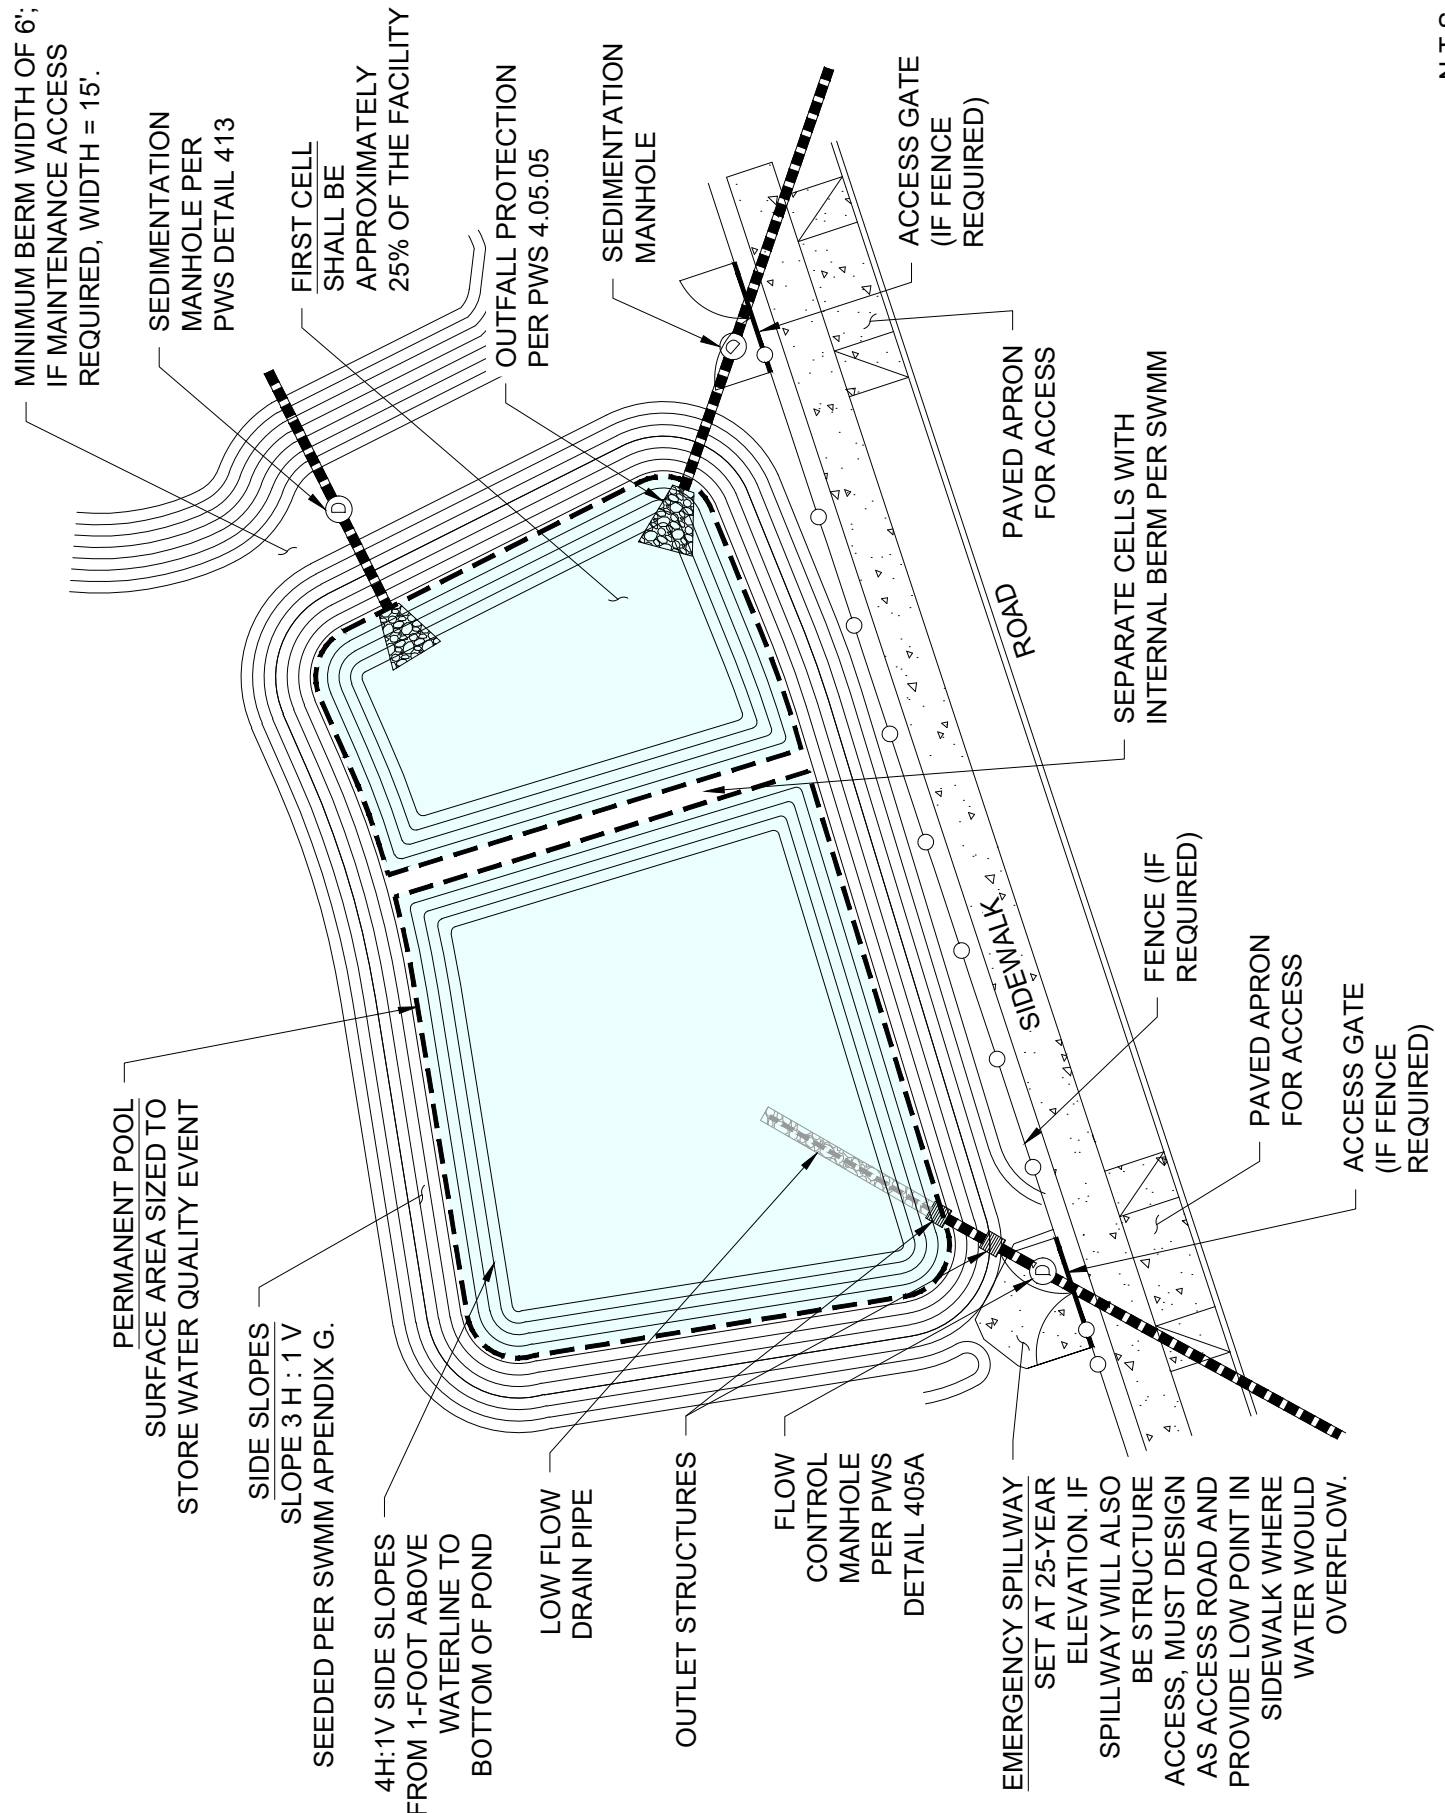 MINIMUM BERM WIDTH OF 6';
IF MAINTENANCE ACCESS
REQUIRED, WIDTH = 15'.
SEDIMENTATION
MANHOLE PER
PWS DETAIL 413
FIRST CELL
SHALL BE
APPROXIMATELY
25% OF THE FACILITY
OUTFALL PROTECTION
PER PWS 4.05.05
SEDIMENTATION
MANHOLE
ACCESS GATE
(IF FENCE
REQUIRED)
PAVED APRON
FOR ACCESS
SEPARATE CELLS WITH
INTERNAL BERM PER SWMM
ROAD
SIDEWALK
FENCE (IF
REQUIRED)
PAVED APRON
FOR ACCESS
ACCESS GATE
(IF FENCE
REQUIRED)
D
D
D
PERMANENT POOL
SURFACE AREA SIZED TO
STORE WATER QUALITY EVENT
SIDE SLOPES
SLOPE 3 H : 1 V
SEEDED PER SWMM APPENDIX G.
4H:1V SIDE SLOPES
FROM 1-FOOT ABOVE
WATERLINE TO
BOTTOM OF POND
LOW FLOW
DRAIN PIPE
OUTLET STRUCTURES
FLOW
CONTROL
MANHOLE
PER PWS
DETAIL 405A
EMERGENCY SPILLWAY
SET AT 25-YEAR
ELEVATION. IF
SPILLWAY WILL ALSO
BE STRUCTURE
ACCESS, MUST DESIGN
AS ACCESS ROAD AND
PROVIDE LOW POINT IN
SIDEWALK WHERE
WATER WOULD
OVERFLOW.